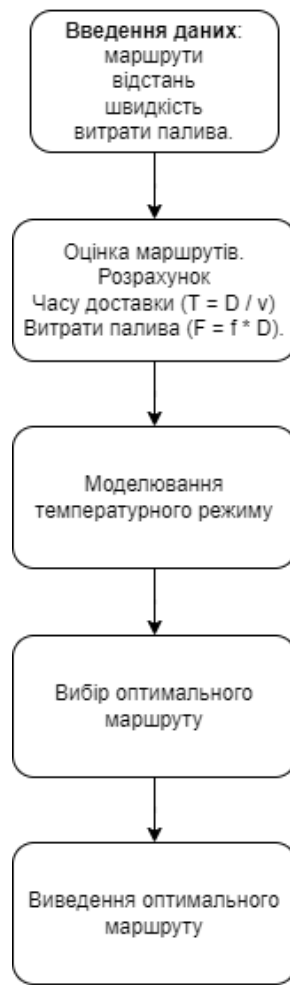 Введення даних:
маршрути
відстань
швидкість
витрати палива.
Оцінка маршрутів.
Розрахунок
Часу доставки (T = D / v)
Витрати палива (F = f * D).
Моделювання
температурного режиму
Вибір оптимального
маршруту
Виведення оптимального
маршруту